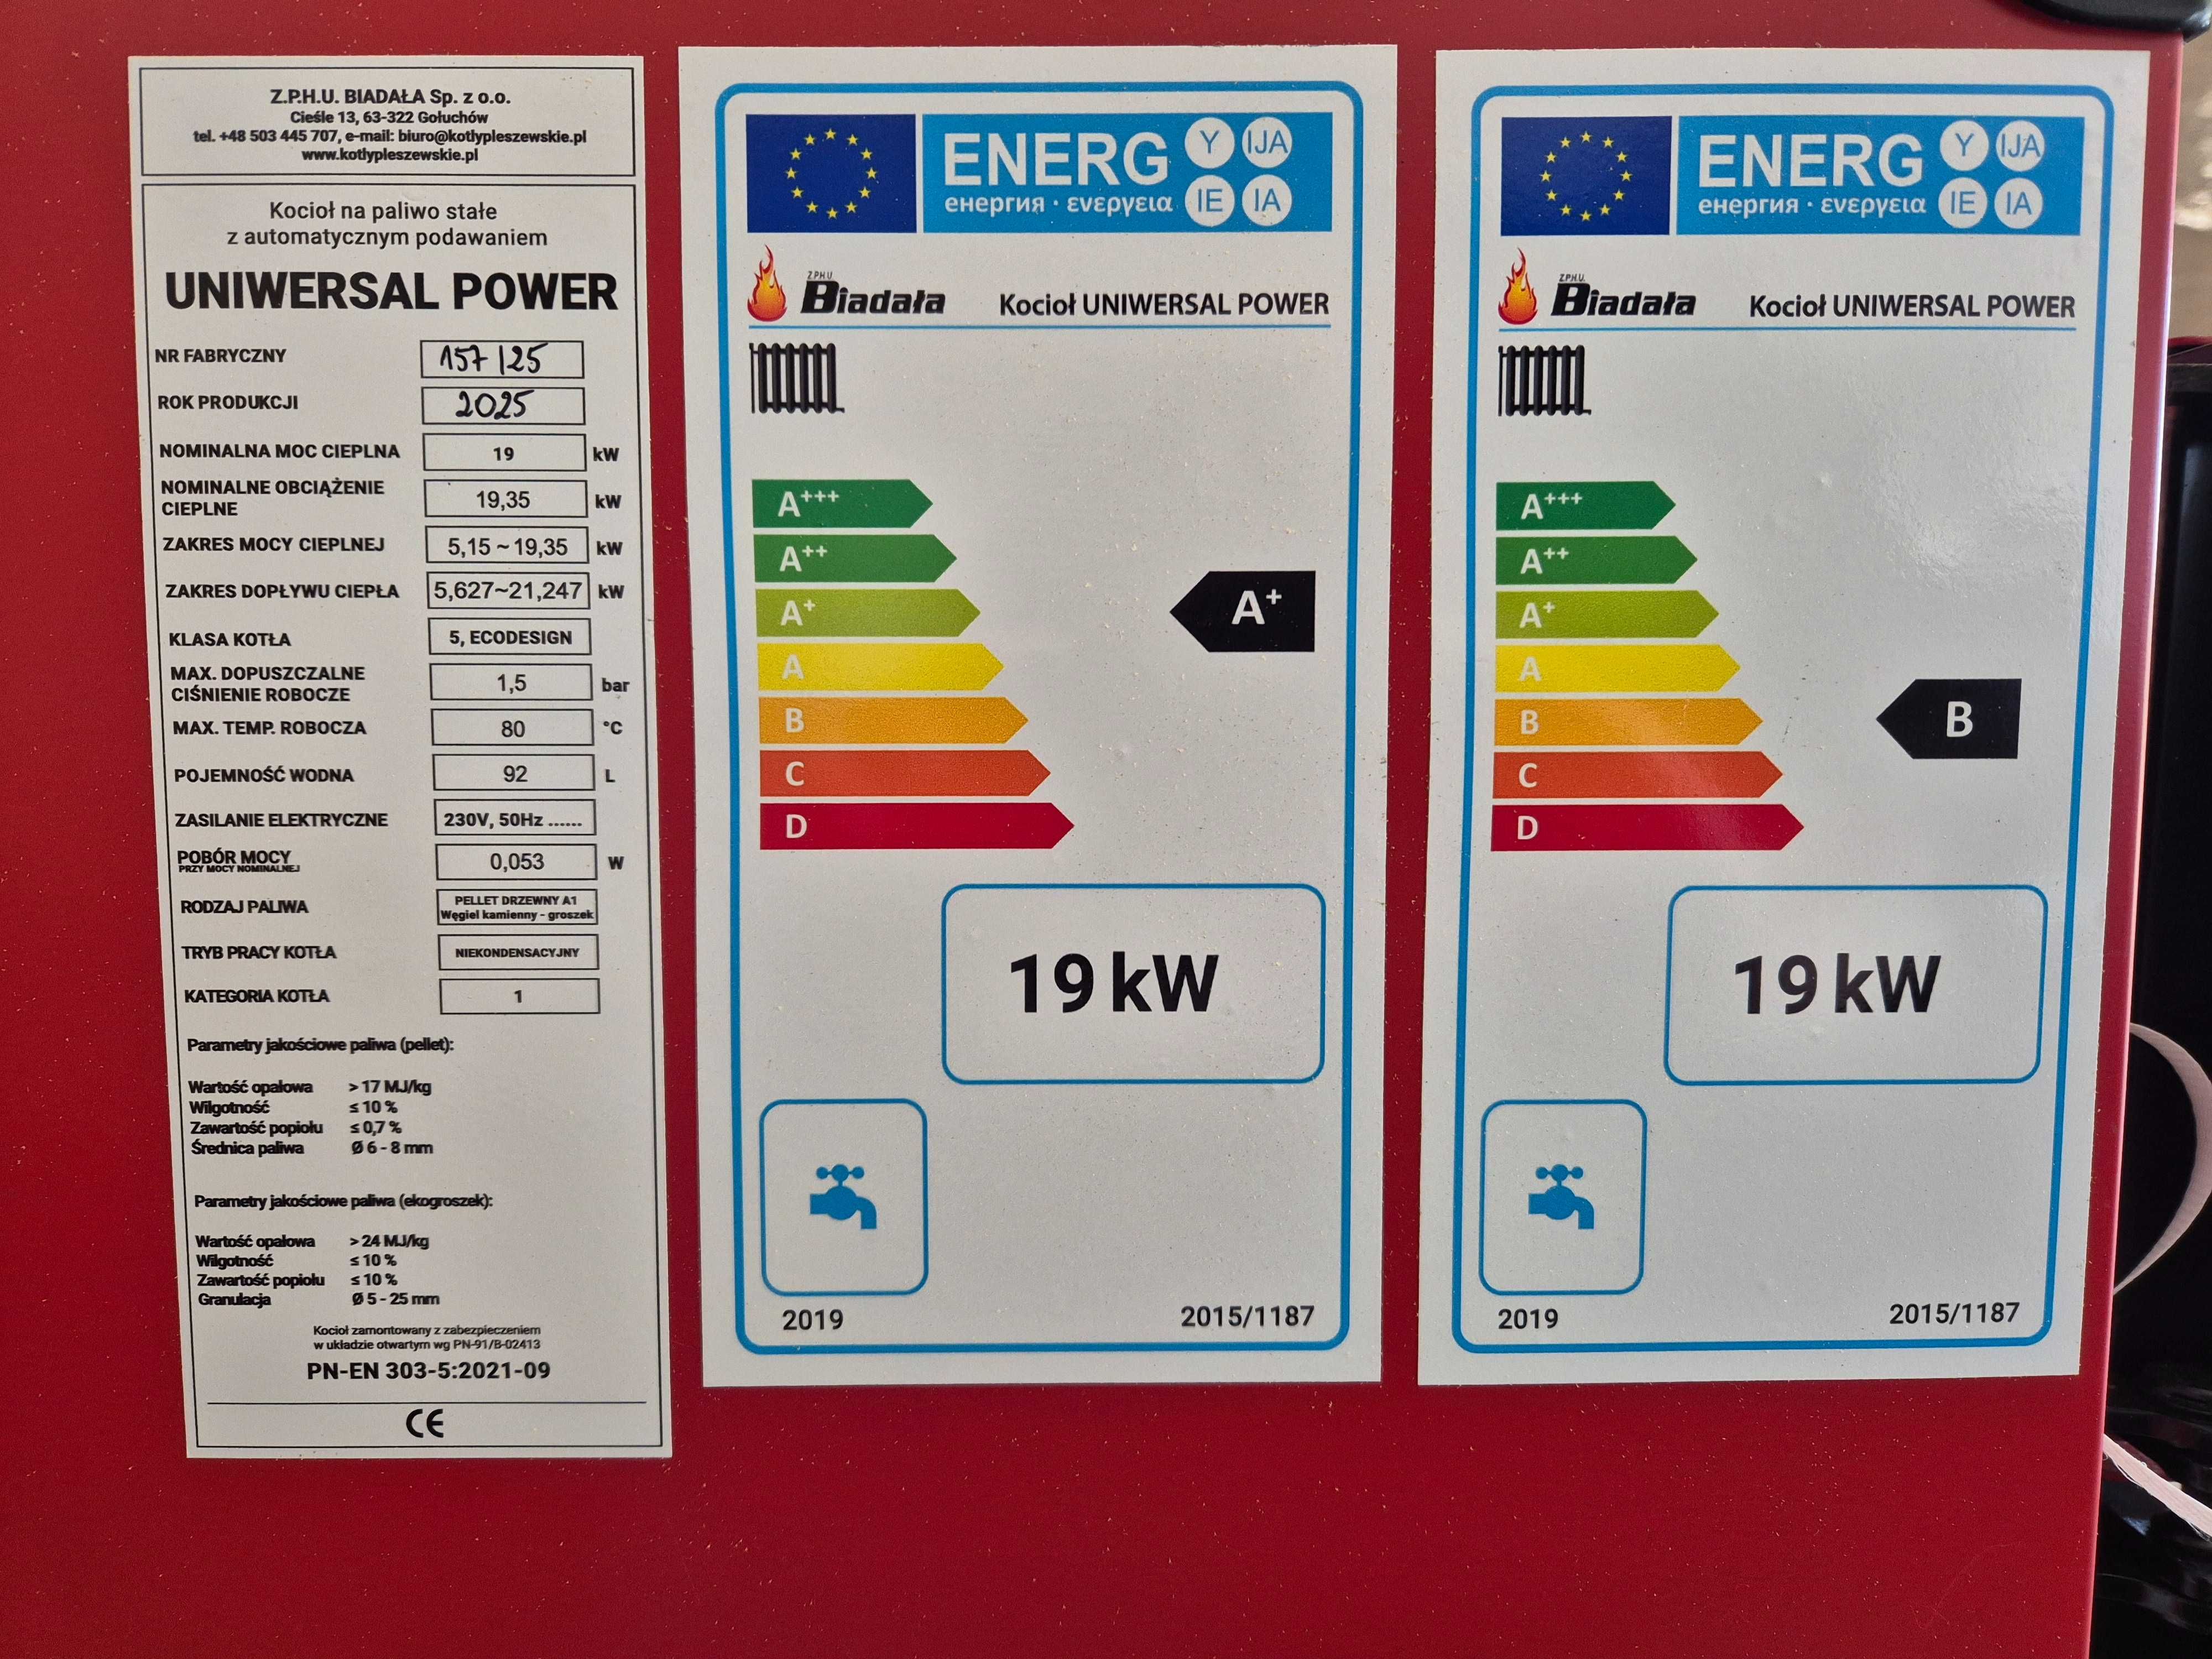 Z.P.H.U. BIADAŁA Sp. z o.o.
Cieśle 13, 63-322 Gołuchów
tel. +48 503 445 707, e-mail: biuro@kotlypleszewskie.pl
www.kotlypleszewskie.pl
Kocioł na paliwo stałe
z automatycznym podawaniem
UNIWERSAL POWER
NR FABRYCZNY 157/25
ROK PRODUKCJI 2025
NOMINALNA MOC CIEPLNA 19 kW
NOMINALNE OBCIĄŻENIE
CIEPLNE 19,35 kW
ZAKRES MOCY CIEPLNEJ 5,15 ~ 19,35 kW
ZAKRES DOPŁYWU CIEPŁA 5,627~21,247 kW
KLASA KOTŁA 5, ECODESIGN
MAX. DOPUSZCZALNE
CIŚNIENIE ROBOCZE 1,5 bar
MAX. TEMP. ROBOCZA 80 °C
POJEMNOŚĆ WODNA 92 L
ZASILANIE ELEKTRYCZNE 230V, 50Hz ......
POBÓR MOCY 0,053 W
PRZY MOCY NOMINALNEJ
RODZAJ PALIWA PELLET DRZEWNY A1
Węgiel kamienny - groszek
TRYB PRACY KOTŁA NIEKONDENSACYJNY
KATEGORIA KOTŁA 1
Parametry jakościowe paliwa (pellet):
Wartość opałowa > 17 MJ/kg
Wilgotność ≤ 10 %
Zawartość popiołu ≤ 0,7 %
Średnica paliwa Ø 6 - 8 mm
Parametry jakościowe paliwa (ekogroszek):
Wartość opałowa > 24 MJ/kg
Wilgotność ≤ 10 %
Zawartość popiołu ≤ 10 %
Granulacja Ø 5 - 25 mm
Kocioł zamontowany z zabezpieczeniem
w układzie otwartym wg PN-91/B-02413
PN-EN 303-5:2021-09
CE
ENERG Y IJA
енергия · ενεργεια IE IA
Z.P.H.U.
Biadała Kocioł UNIWERSAL POWER
A+++
A++
A+
A+
A
B
C
D
19 kW
2019 2015/1187
ENERG Y IJA
енергия · ενεργεια IE IA
Z.P.H.U.
Biadała Kocioł UNIWERSAL POWER
A+++
A++
A+
A
B
B
C
D
19 kW
2019 2015/1187